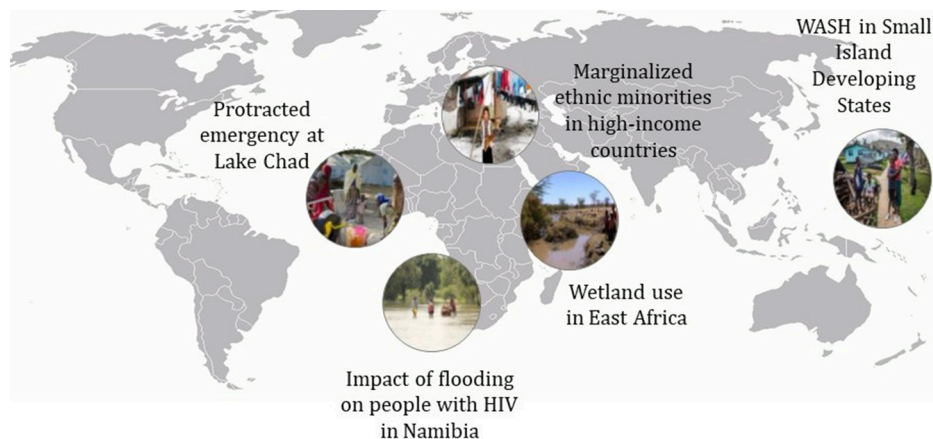 WASH in Small
Island
Developing
States
Marginalized
ethnic minorities
in high-income
countries
Protracted
emergency at
Lake Chad
Wetland use
in East Africa
Impact of flooding
on people with HIV
in Namibia